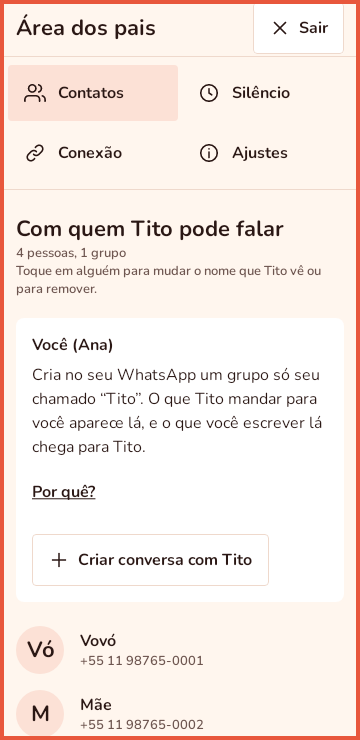 Área dos pais
Sair
Contatos
Silêncio
Conexão
Ajustes
Com quem Tito pode falar
4 pessoas, 1 grupo
Toque em alguém para mudar o nome que Tito vê ou
para remover.
Você (Ana)
Cria no seu WhatsApp um grupo só seu
chamado “Tito”. O que Tito mandar para
você aparece lá, e o que você escrever lá
chega para Tito.
Por quê?
Criar conversa com Tito
Vó
Vovó
+55 11 98765-0001
M
Mãe
+55 11 98765-0002